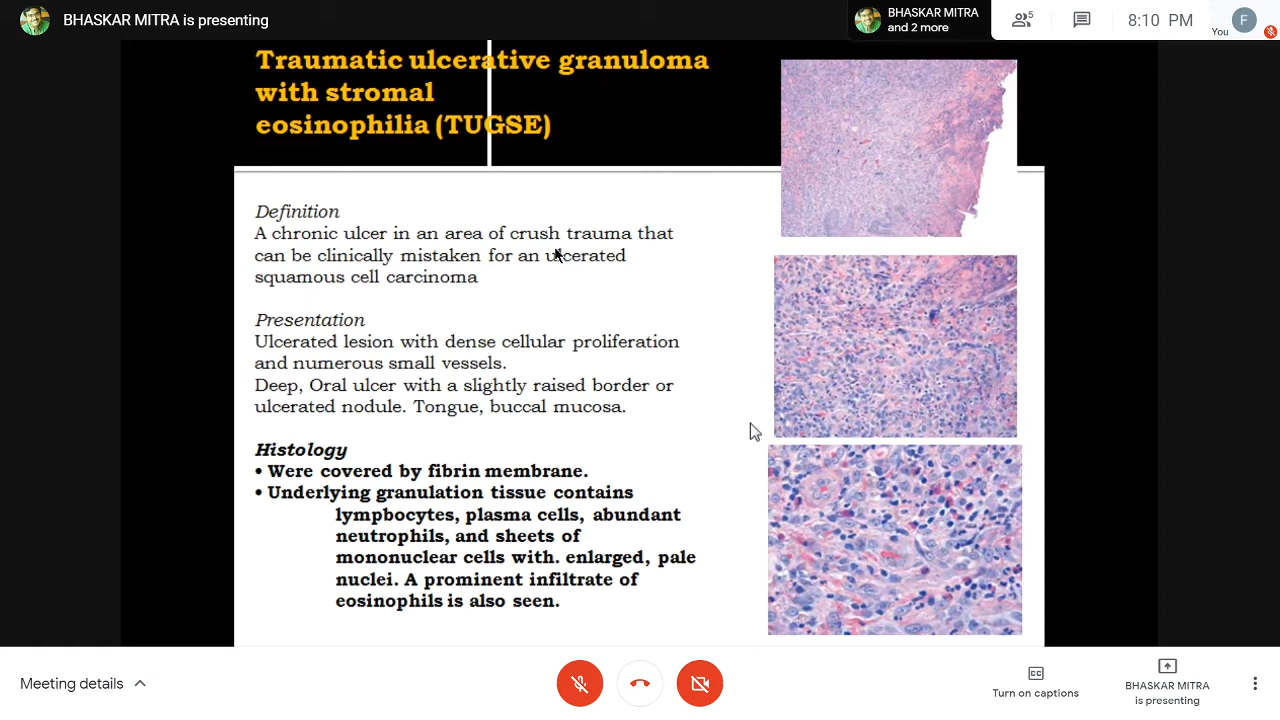 BHASKAR MITRA is presenting
BHASKAR MITRA
and 2 more
5
8:10 PM
You
F
Traumatic ulcerative granuloma
with stromal
eosinophilia (TUGSE)
Definition
A chronic ulcer in an area of crush trauma that
can be clinically mistaken for an ulcerated
squamous cell carcinoma
Presentation
Ulcerated lesion with dense cellular proliferation
and numerous small vessels.
Deep, Oral ulcer with a slightly raised border or
ulcerated nodule. Tongue, buccal mucosa.
Histology
• Were covered by fibrin membrane.
• Underlying granulation tissue contains
lympbocytes, plasma cells, abundant
neutrophils, and sheets of
mononuclear cells with. enlarged, pale
nuclei. A prominent infiltrate of
eosinophils is also seen.
Meeting details
CC
Turn on captions
BHASKAR MITRA
is presenting